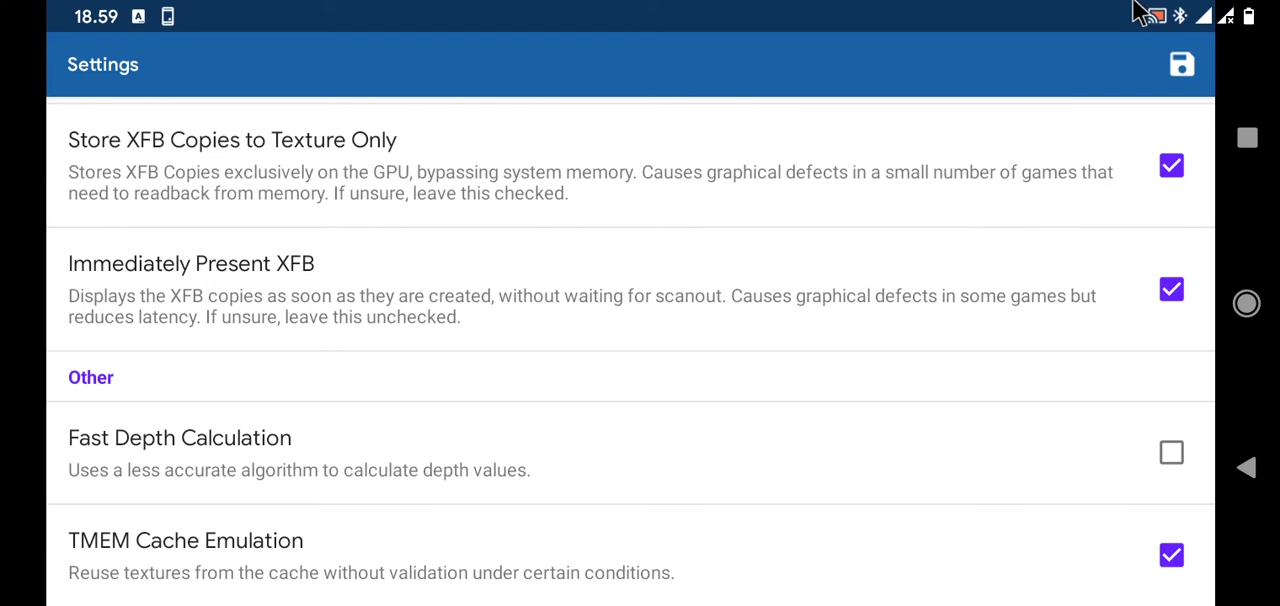 18.59 A
Settings
Store XFB Copies to Texture Only
Stores XFB Copies exclusively on the GPU, bypassing system memory. Causes graphical defects in a small number of games that
need to readback from memory. If unsure, leave this checked.
Immediately Present XFB
Displays the XFB copies as soon as they are created, without waiting for scanout. Causes graphical defects in some games but
reduces latency. If unsure, leave this unchecked.
Other
Fast Depth Calculation
Uses a less accurate algorithm to calculate depth values.
TMEM Cache Emulation
Reuse textures from the cache without validation under certain conditions.